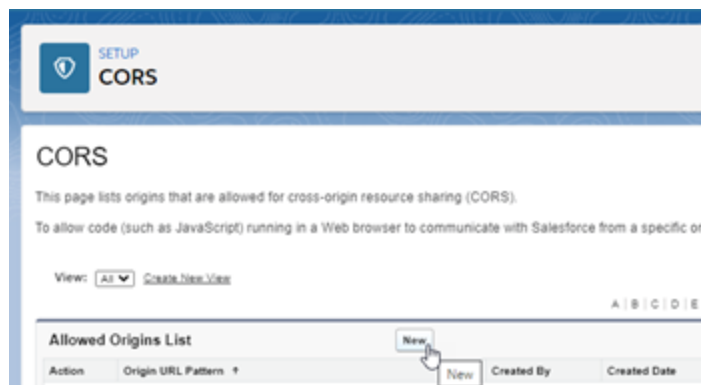 SETUP
CORS
CORS
This page lists origins that are allowed for cross-origin resource sharing (CORS).
To allow code (such as JavaScript) running in a Web browser to communicate with Salesforce from a specific or
View: All Create New View
A | B | C | D | E
Allowed Origins List New
New
Action Origin URL Pattern ↑ Created By Created Date